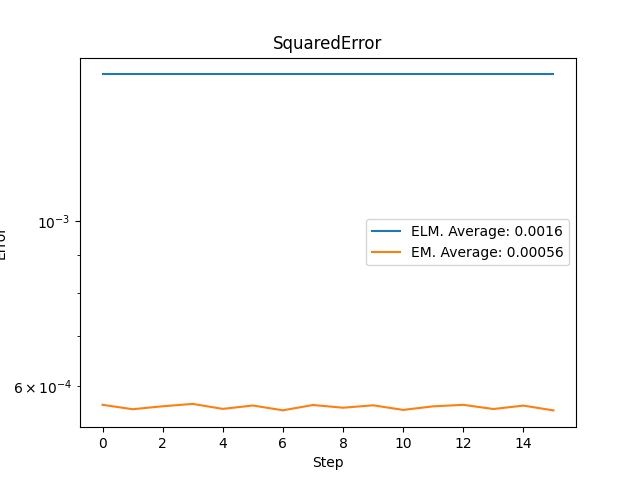 SquaredError
10⁻³
6 × 10⁻⁴
Error
ELM. Average: 0.0016
EM. Average: 0.00056
0 2 4 6 8 10 12 14
Step